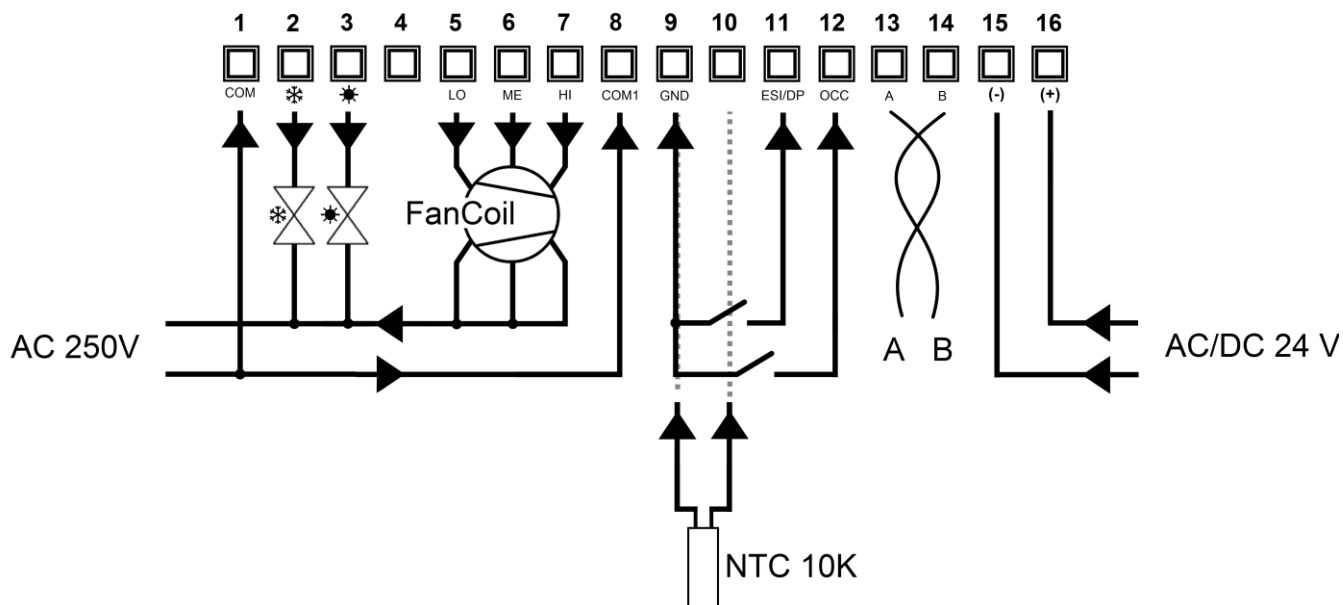 1 2 3 4 5 6 7 8 9 10 11 12 13 14 15 16
COM LO ME HI COM1 GND ESI/DP OCC A B (-) (+)
FanCoil
AC 250V
A B
AC/DC 24 V
NTC 10K